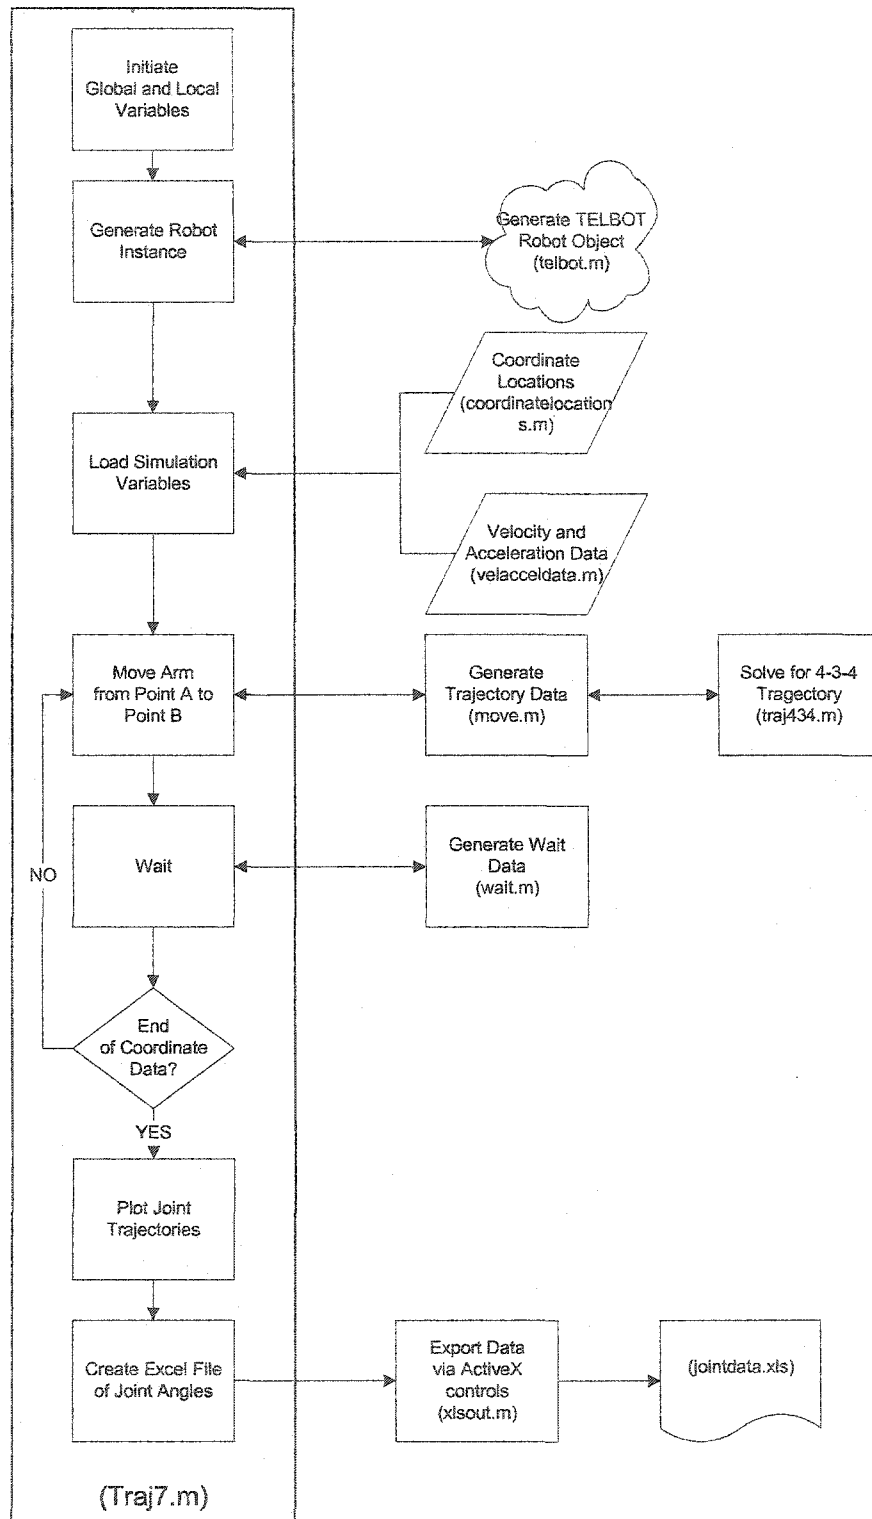 Initiate
Global and Local
Variables
Generate Robot
Instance
Generate TELBOT
Robot Object
(telbot.m)
Coordinate
Locations
(coordinatelocation
s.m)
Load Simulation
Variables
Velocity and
Acceleration Data
(velacceldata.m)
Move Arm
from Point A to
Point B
Generate
Trajectory Data
(move.m)
Solve for 4-3-4
Tragectory
(traj434.m)
Wait
Generate Wait
Data
(wait.m)
NO
End
of Coordinate
Data?
YES
Plot Joint
Trajectories
Create Excel File
of Joint Angles
Export Data
via ActiveX
controls
(xlsout.m)
(jointdata.xls)
(Traj7.m)